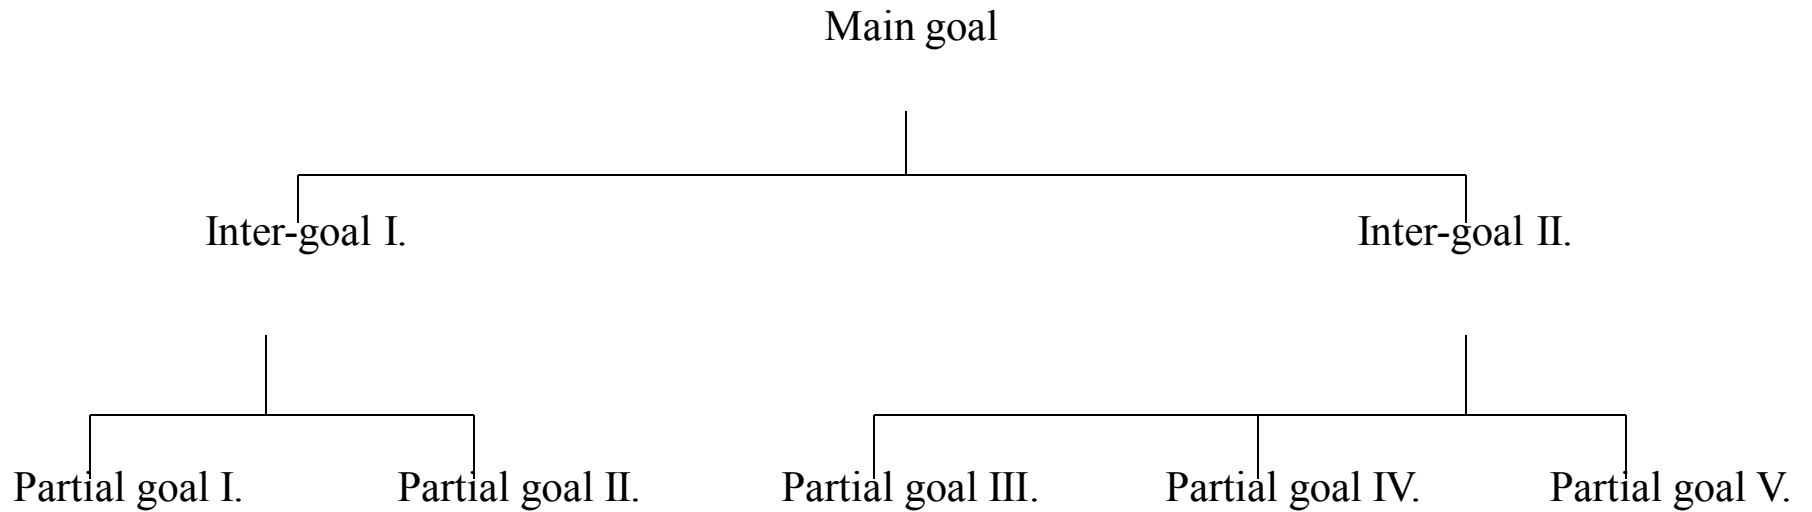 Main goal
Inter-goal I.
Inter-goal II.
Partial goal I.
Partial goal II.
Partial goal III.
Partial goal IV.
Partial goal V.